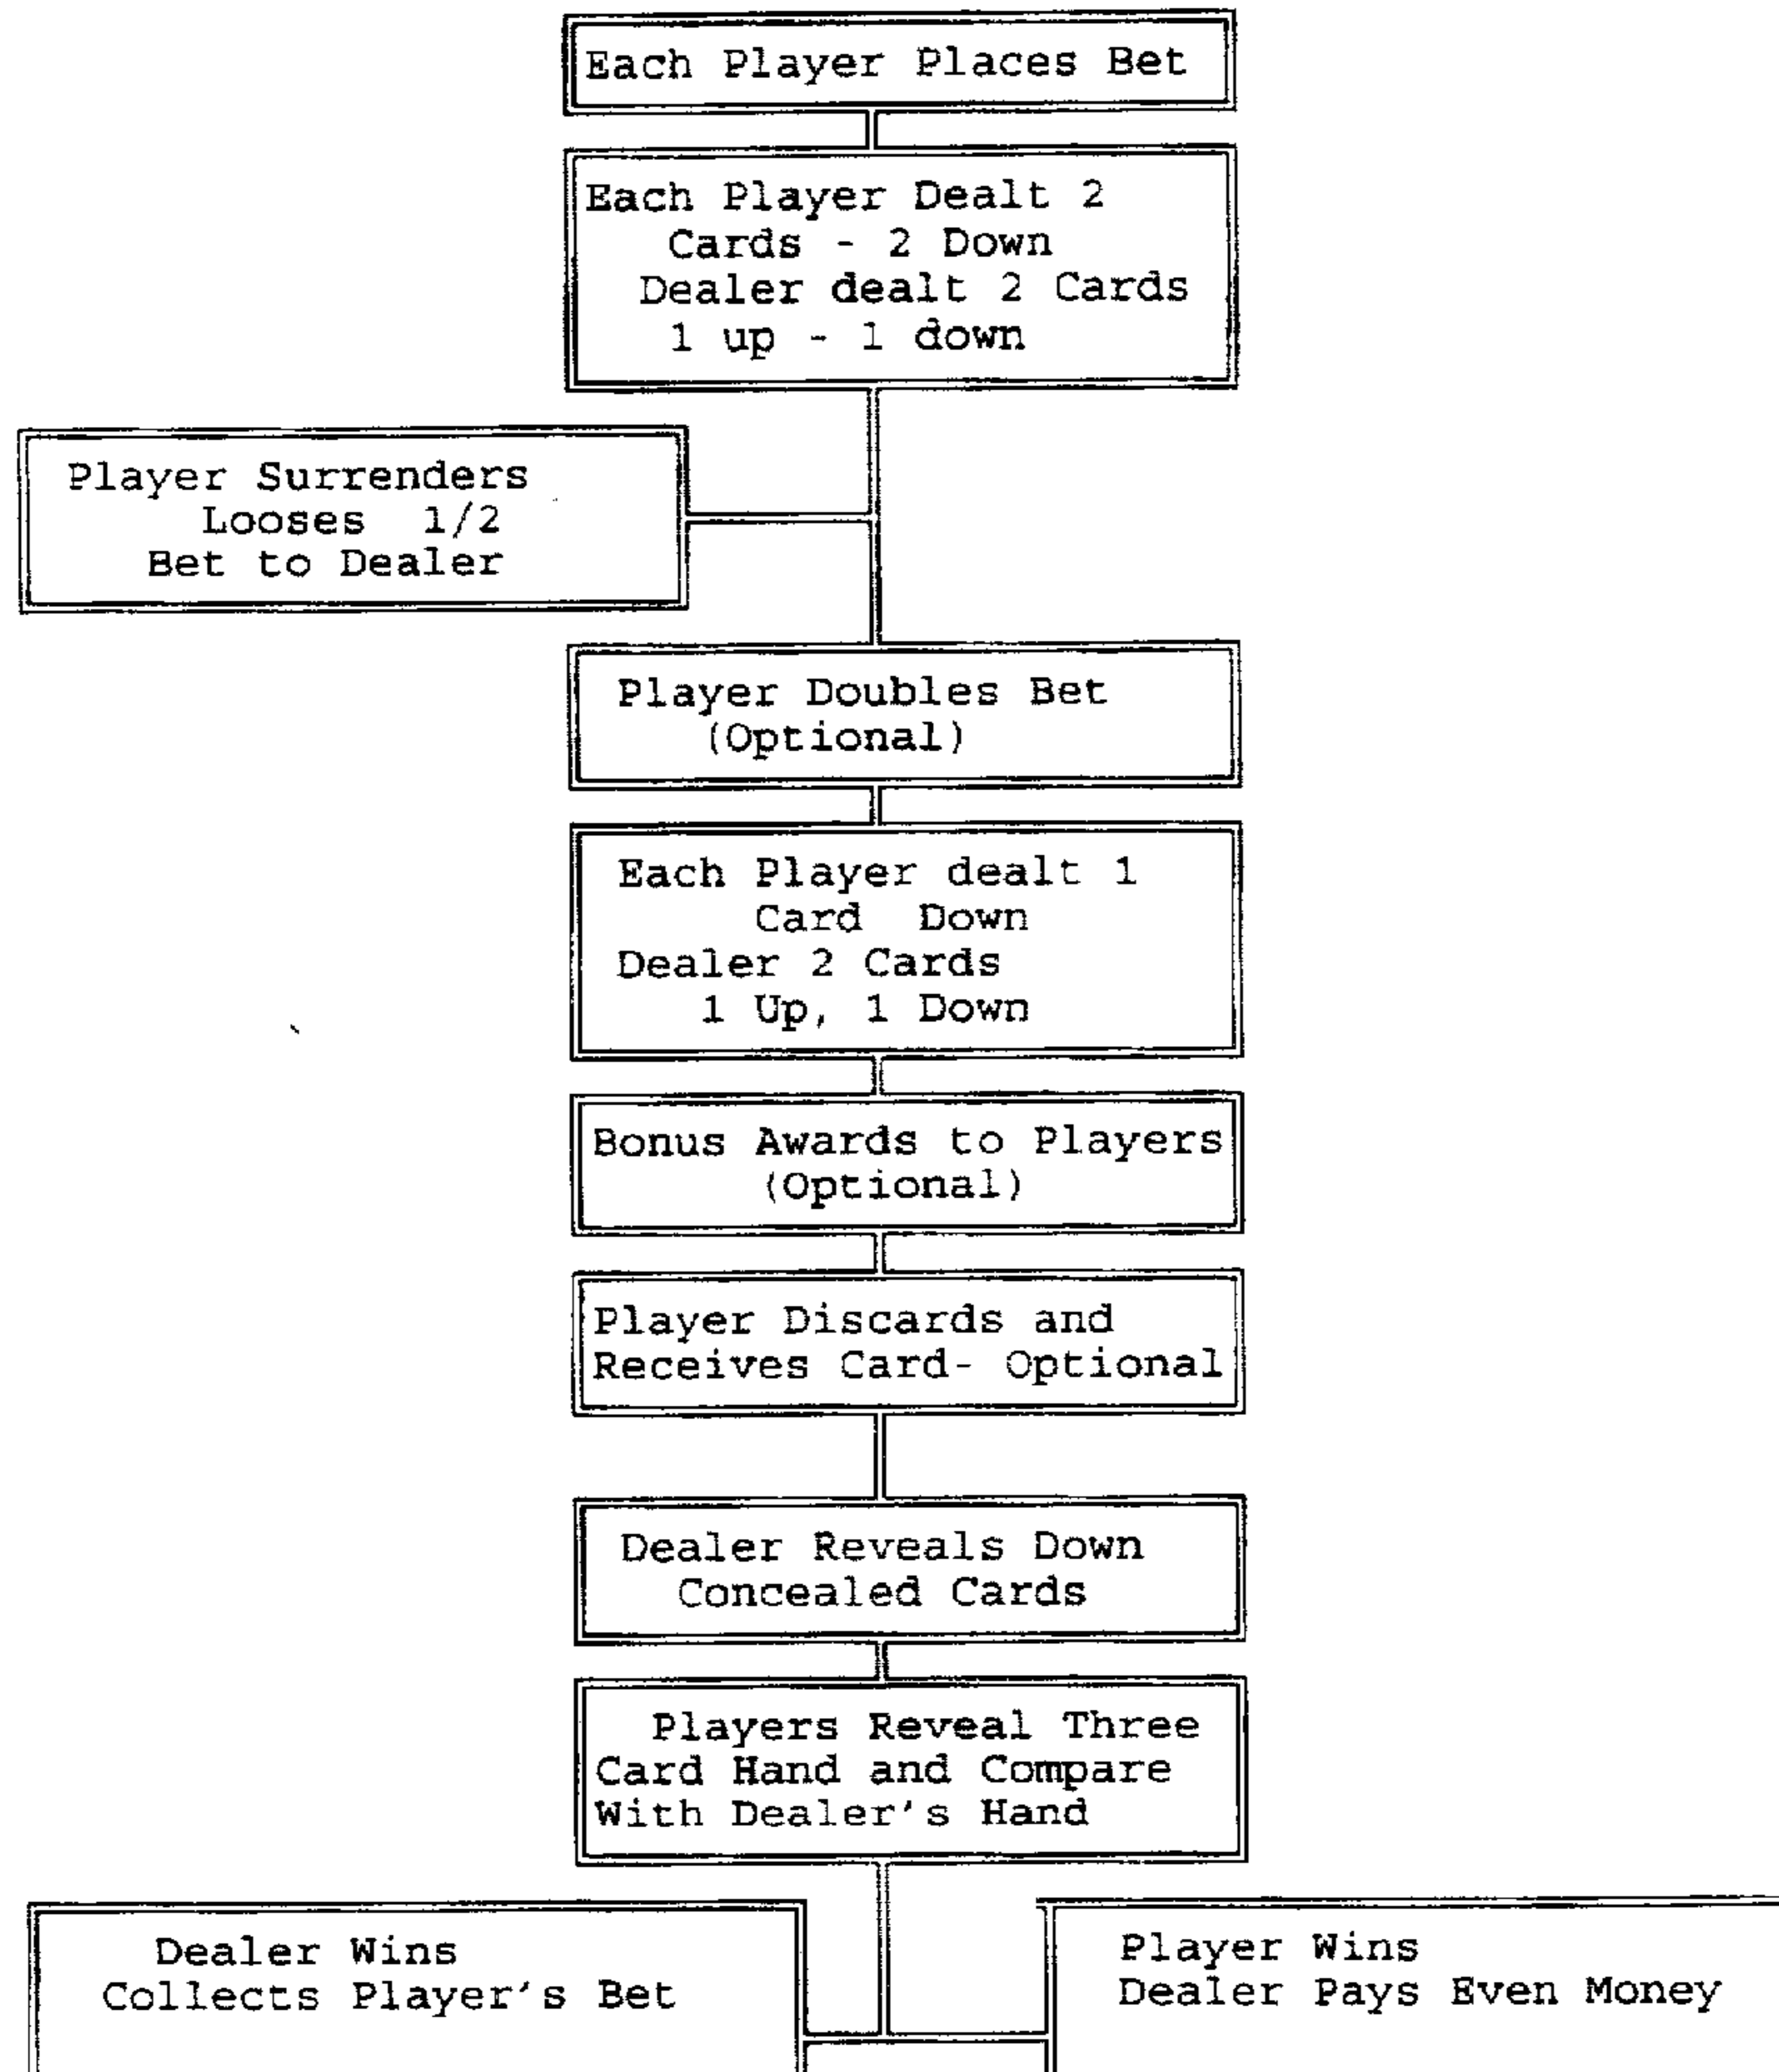 Each Player Places Bet
Each Player Dealt 2
Cards - 2 Down
Dealer dealt 2 Cards
1 up - 1 down
Player Surrenders
Looses 1/2
Bet to Dealer
Player Doubles Bet
(Optional)
Each Player dealt 1
Card Down
Dealer 2 Cards
1 Up, 1 Down
Bonus Awards to Players
(Optional)
Player Discards and
Receives Card- Optional
Dealer Reveals Down
Concealed Cards
Players Reveal Three
Card Hand and Compare
With Dealer's Hand
Dealer Wins
Collects Player's Bet
Player Wins
Dealer Pays Even Money